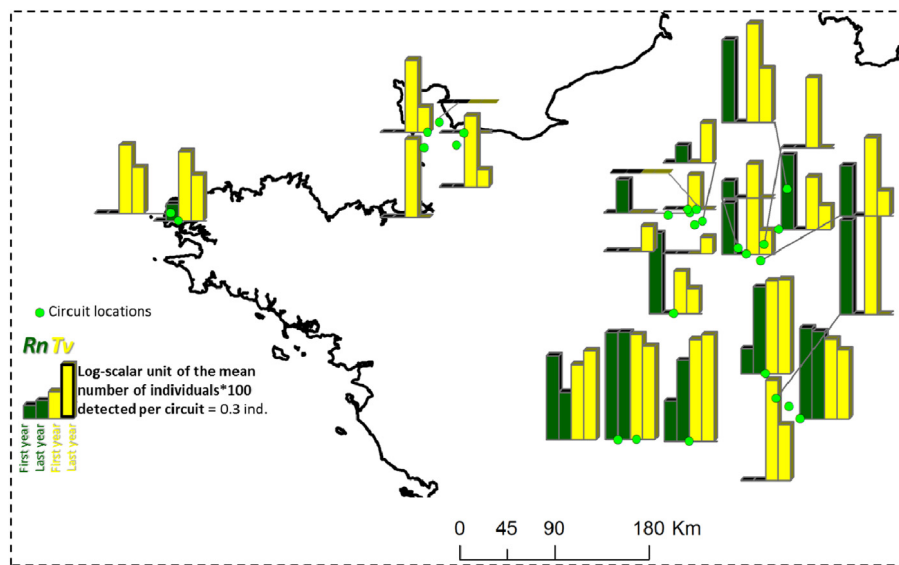 Circuit locations
Rn Tv
Log-scalar unit of the mean
number of individuals*100
detected per circuit = 0.3 ind.
First year
Last year
First year
Last year
0 45 90 180 Km